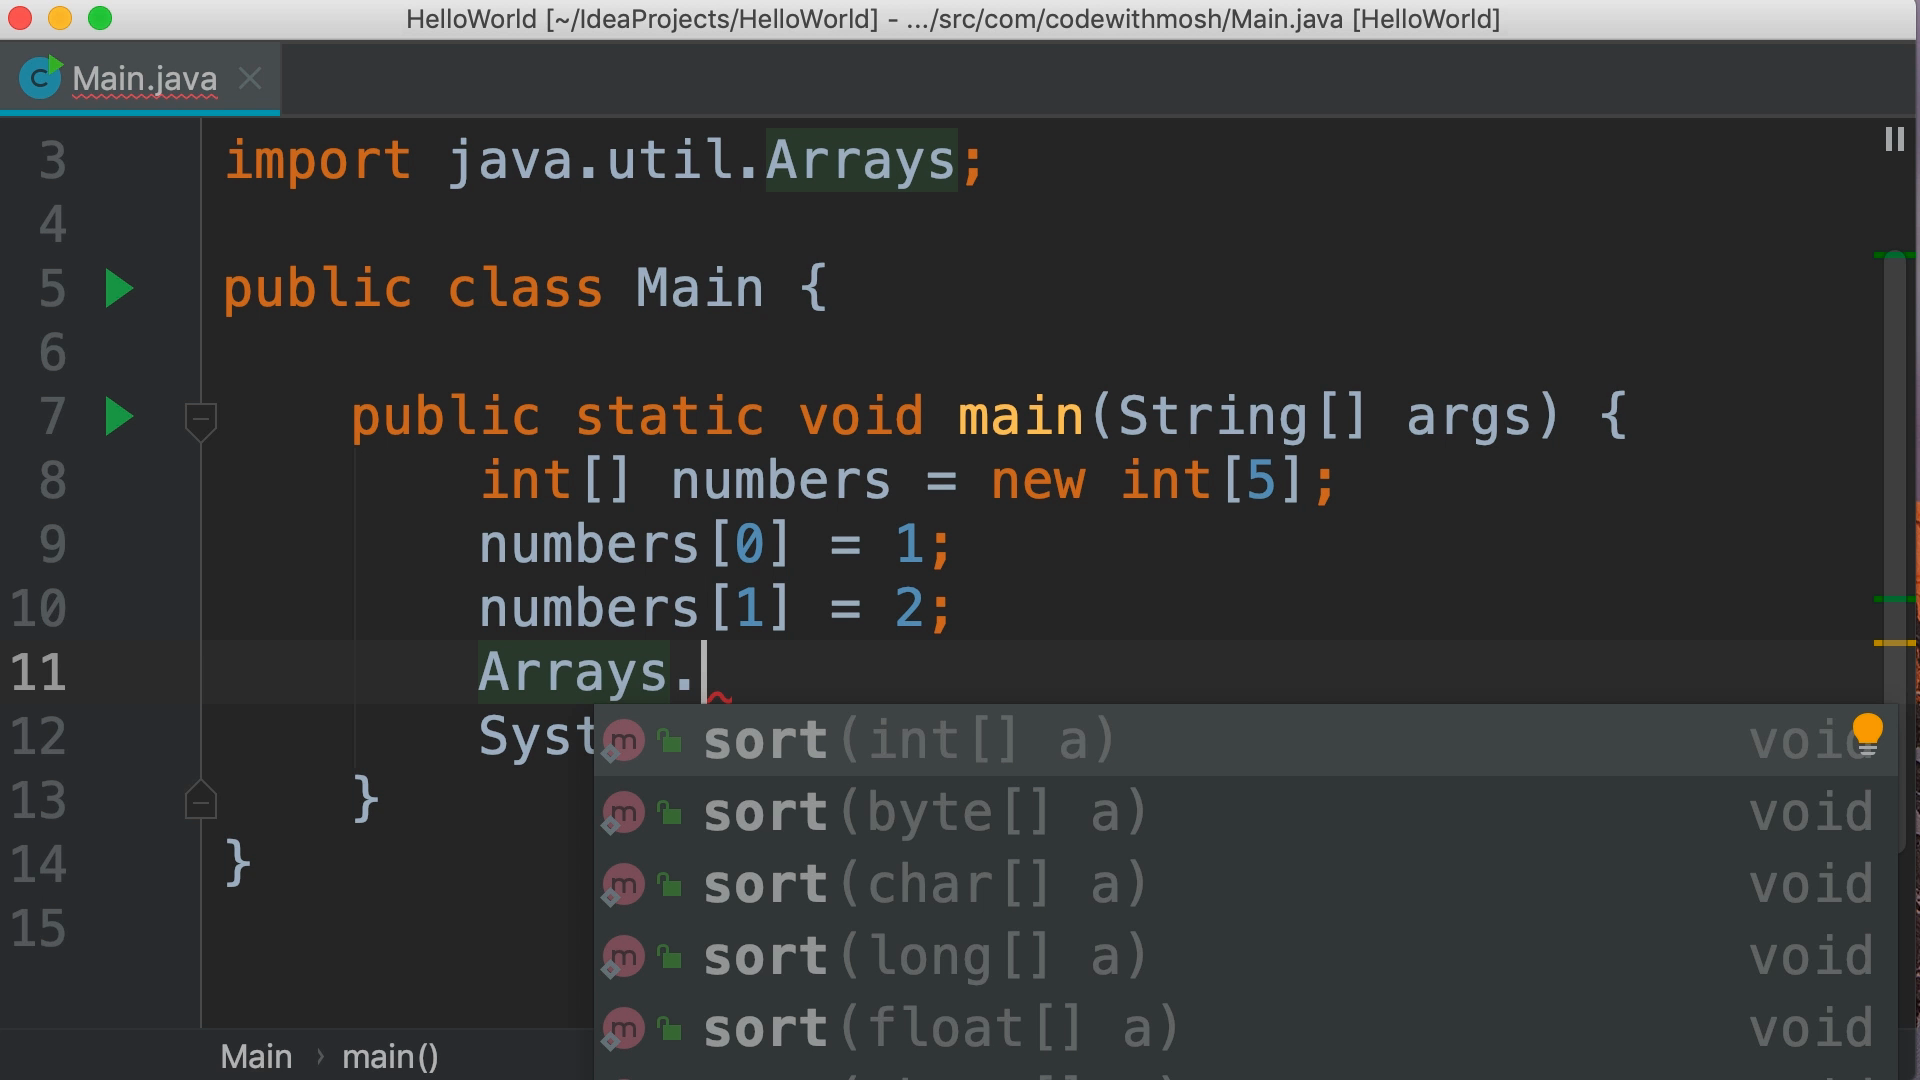 HelloWorld [~/IdeaProjects/HelloWorld] - .../src/com/codewithmosh/Main.java [HelloWorld]
Main.java
3 import java.util.Arrays;
4
5 public class Main {
6
7 public static void main(String[] args) {
8 int[] numbers = new int[5];
9 numbers[0] = 1;
10 numbers[1] = 2;
11 Arrays.
12 Syst
sort(int[] a) void
13 }
sort(byte[] a) void
14 }
sort(char[] a) void
15
sort(long[] a) void
sort(float[] a) void
Main › main()